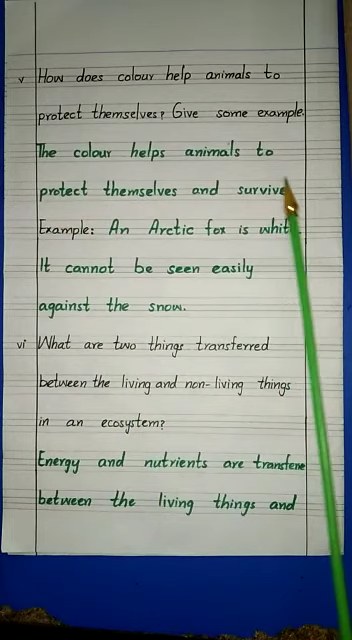 v How does colour help animals to
protect themselves? Give some example
The colour helps animals to
protect themselves and survive
Example: An Arctic fox is whit
It cannot be seen easily
against the snow.
vi What are two things transferred
between the living and non-living things
in an ecosystem?
Energy and nutrients are
between the living things and